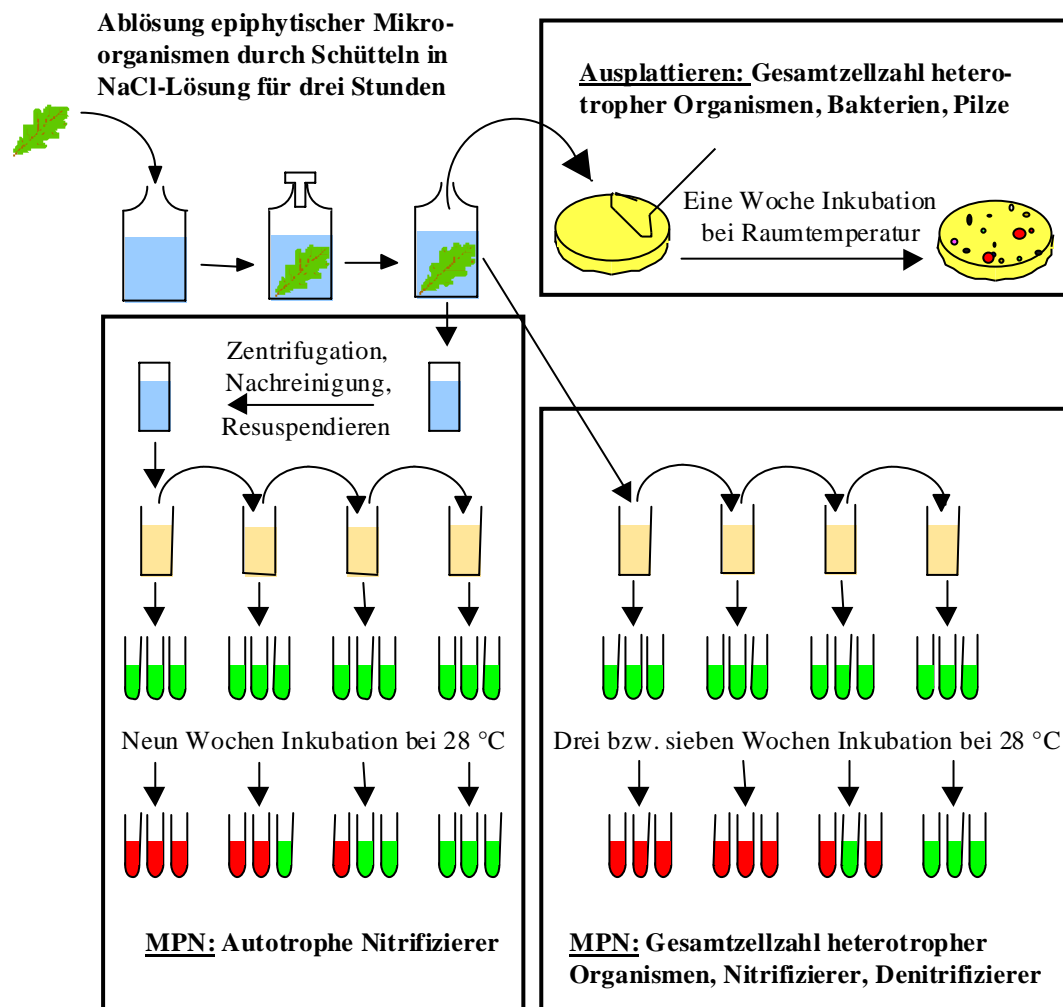 Ablösung epiphytischer Mikro-
organismen durch Schütteln in
NaCl-Lösung für drei Stunden
Ausplattieren: Gesamtzellzahl hetero-
tropher Organismen, Bakterien, Pilze
Eine Woche Inkubation
bei Raumtemperatur
Zentrifugation,
Nachreinigung,
Resuspendieren
Neun Wochen Inkubation bei 28 °C
MPN: Autotrophe Nitrifizierer
Drei bzw. sieben Wochen Inkubation bei 28 °C
MPN: Gesamtzellzahl heterotropher
Organismen, Nitrifizierer, Denitrifizierer